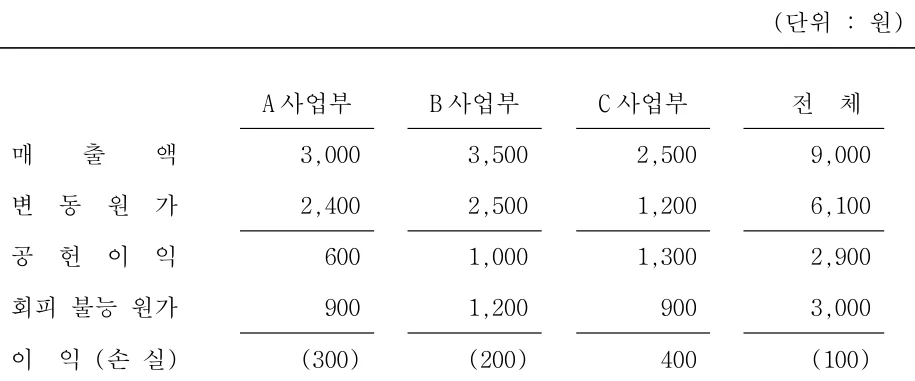 (단위 : 원)
A사업부 B사업부 C사업부 전 체
매 출 액 3,000 3,500 2,500 9,000
변 동 원 가 2,400 2,500 1,200 6,100
공 헌 이 익 600 1,000 1,300 2,900
회피 불능 원가 900 1,200 900 3,000
이 익(손 실) (300) (200) 400 (100)